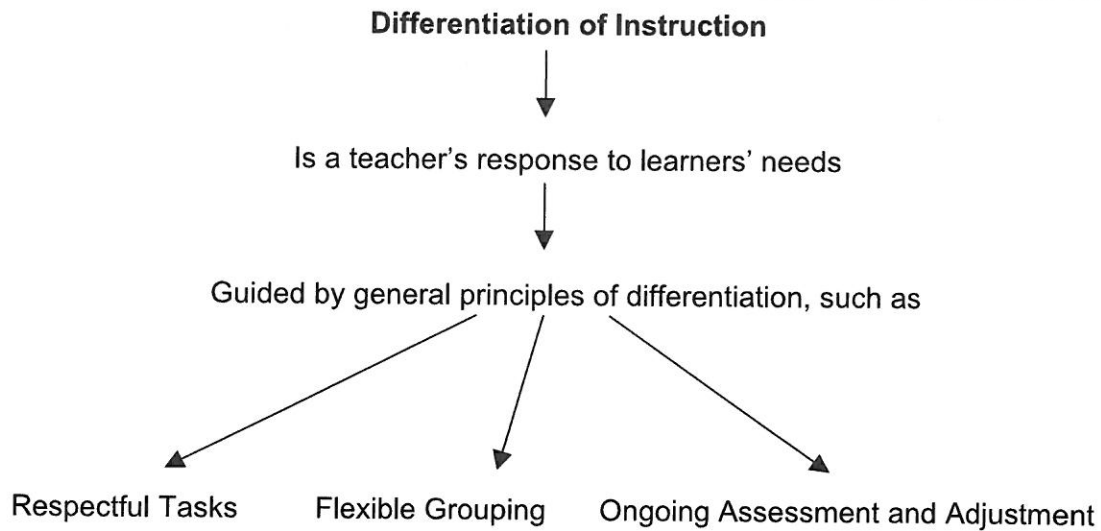 Differentiation of Instruction
Is a teacher’s response to learners’ needs
Guided by general principles of differentiation, such as
Respectful Tasks
Flexible Grouping
Ongoing Assessment and Adjustment